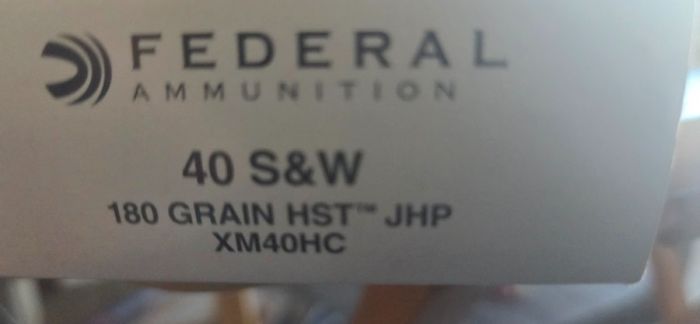 FEDERAL
AMMUNITION
40 S&W
180 GRAIN HST™ JHP
XM40HC